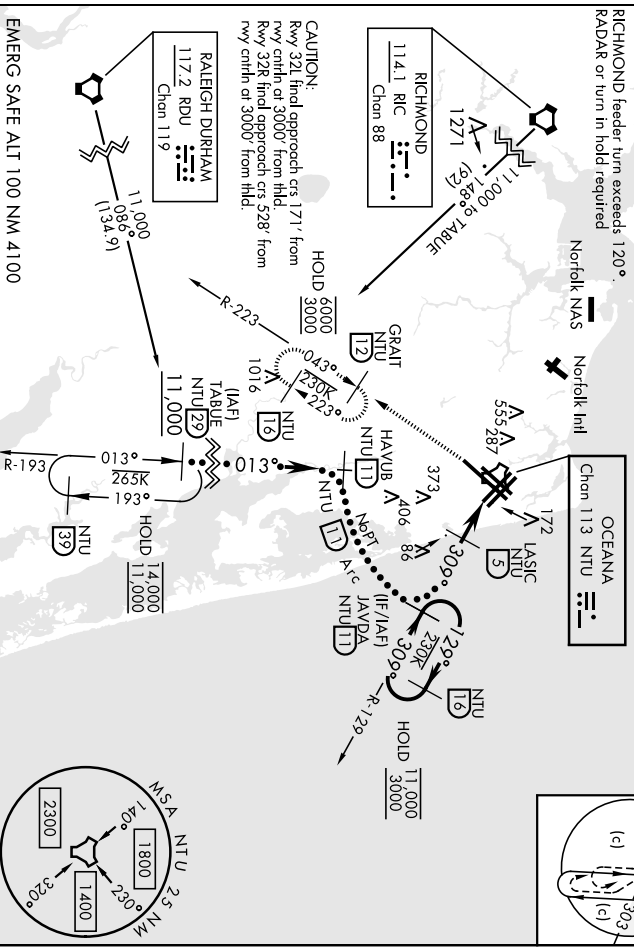 RICHMOND feeder turn exceeds 120°.
RADAR or turn in hold required
Norfolk NAS
Norfolk Intl
OCEANA
Chan 113 NTU
RICHMOND
114.1 RIC
Chan 88
1271
148°
(92)
11,000 to TABUE
CAUTION:
Rwy 32L final approach crs 171' from
rwy cntrln at 3000' from thld.
Rwy 32R final approach crs 528' from
rwy cntrln at 3000' from thld.
RALEIGH DURHAM
117.2 RDU
Chan 119
11,000
086°
(134.9)
EMERG SAFE ALT 100 NM 4100
555
287
172
LASIC
NTU
5
373
406
86
309°
GRAIT
NTU
12
HOLD
6000
3000
043°
230K
223°
R-223
1016
NTU
16
HAVUB
NTU 11
NoPT
NTU 11 Arc
(IF/IAF)
JAVDA
NTU 11
129°
230K
309°
R-129
NTU
16
HOLD
11,000
3000
(IAF)
TABUE
NTU 29
11,000
013°
013°
265K
193°
R-193
HOLD
14,000
11,000
NTU
39
MSA NTU 25 NM
140°
1800
230°
1400
320°
2300
(c)
(c)
303